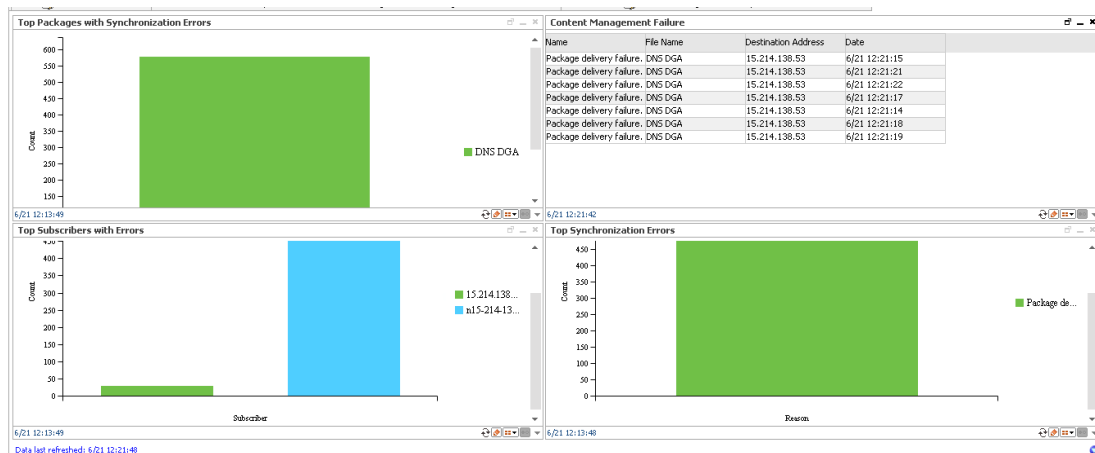 Top Packages with Synchronization Errors
600
550
500
450
400
350
300
250
200
150
Count
DNS DGA
6/21 12:13:49
Content Management Failure
Name File Name Destination Address Date
Package delivery failure. DNS DGA 15.214.138.53 6/21 12:21:15
Package delivery failure. DNS DGA 15.214.138.53 6/21 12:21:21
Package delivery failure. DNS DGA 15.214.138.53 6/21 12:21:22
Package delivery failure. DNS DGA 15.214.138.53 6/21 12:21:17
Package delivery failure. DNS DGA 15.214.138.53 6/21 12:21:14
Package delivery failure. DNS DGA 15.214.138.53 6/21 12:21:18
Package delivery failure. DNS DGA 15.214.138.53 6/21 12:21:19
6/21 12:21:42
Top Subscribers with Errors
450
400
350
300
250
200
150
100
50
0
Count
Subscriber
15.214.138...
n15-214-13...
6/21 12:13:49
Top Synchronization Errors
450
400
350
300
250
200
150
100
50
0
Count
Reason
Package de...
6/21 12:13:48
Data last refreshed: 6/21 12:21:48